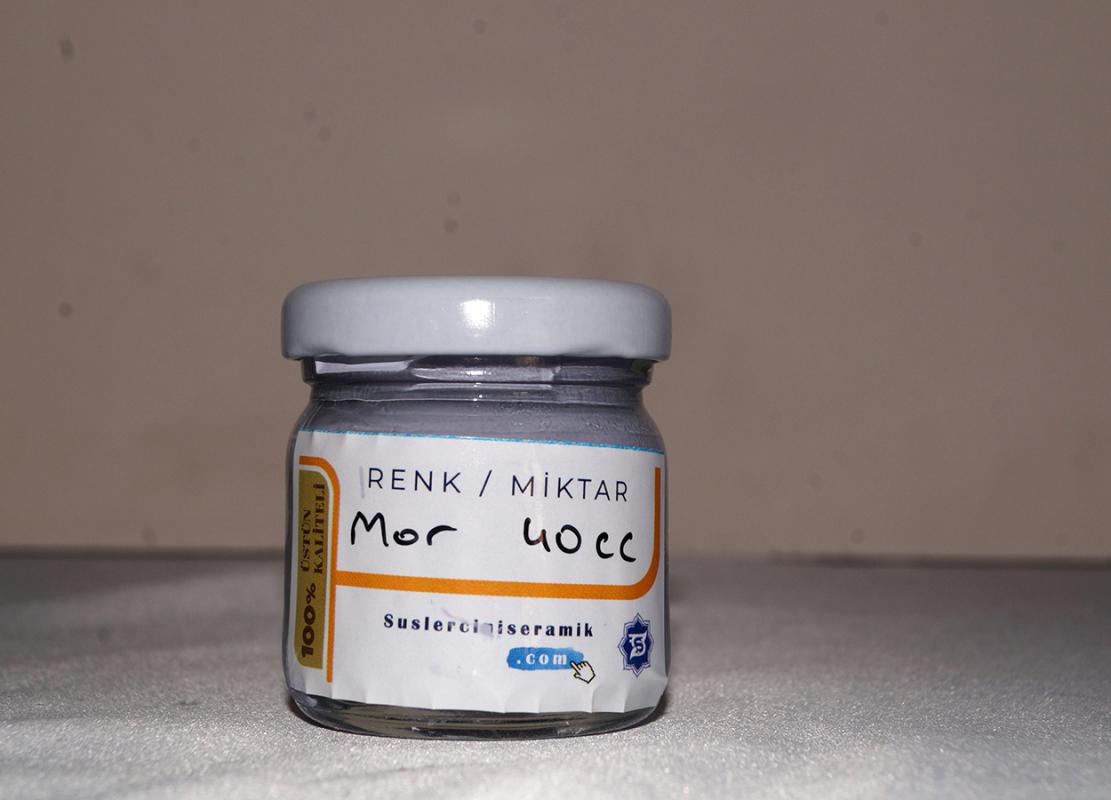 RENK / MİKTAR
Mor 40cc
100% ÜSTÜN
KALİTELİ
Suslerciniseramik
.com